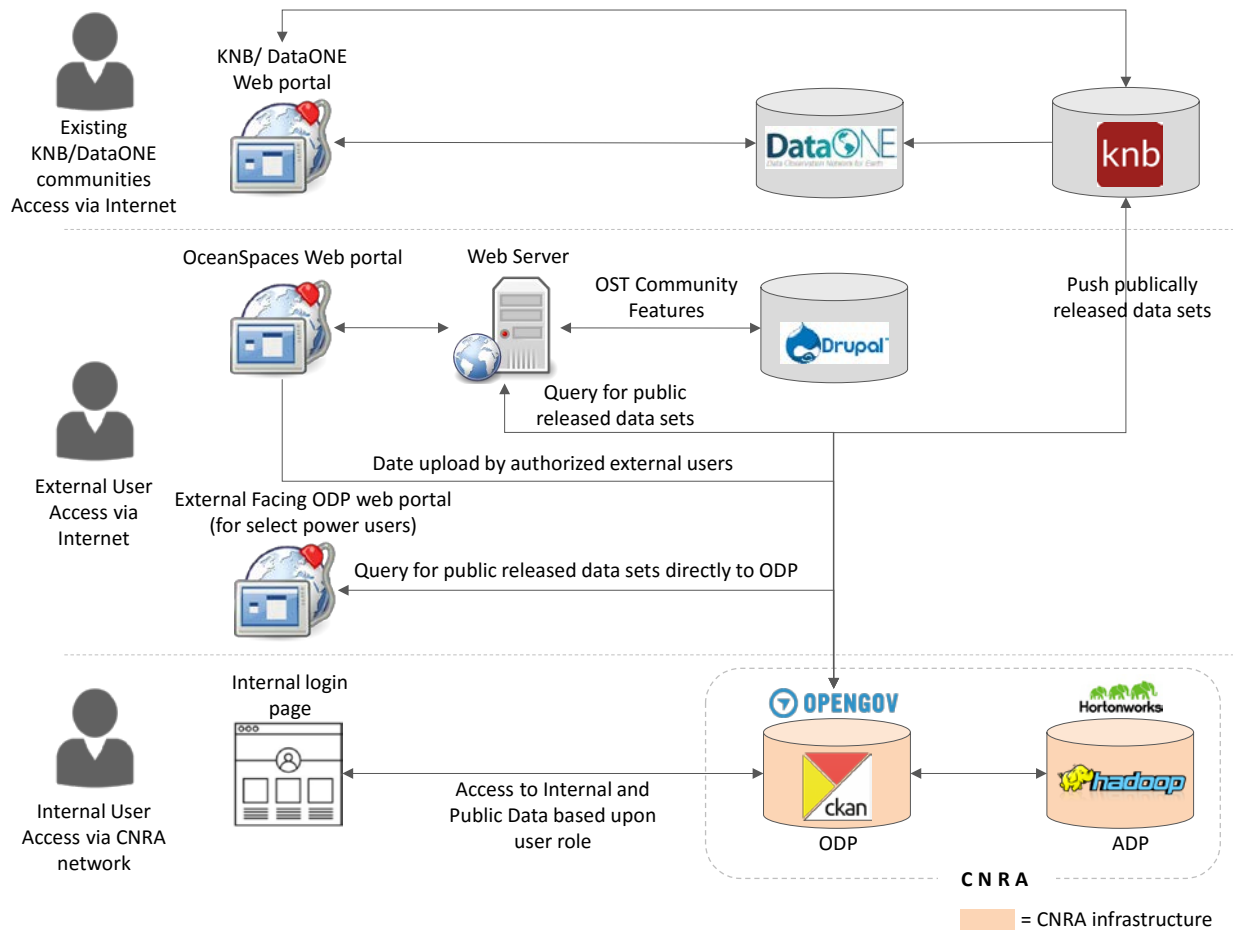 KNB/ DataONE
Web portal
Existing
KNB/DataONE
communities
Access via Internet
DataONE
Data Observation Network for Earth
knb
OceanSpaces Web portal
Web Server
OST Community
Features
Drupal™
Push publically
released data sets
Query for public
released data sets
Date upload by authorized external users
External User
Access via
Internet
External Facing ODP web portal
(for select power users)
Query for public released data sets directly to ODP
Internal login
page
Internal User
Access via CNRA
network
Access to Internal and
Public Data based upon
user role
OPENGOV
ckan
ODP
Hortonworks
hadoop
ADP
CNRA
= CNRA infrastructure